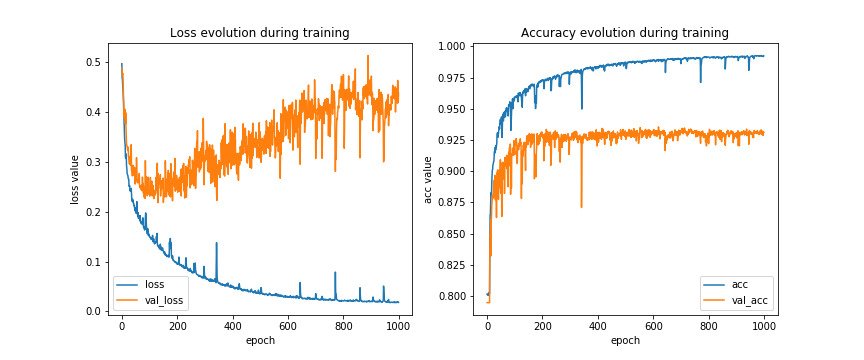 Loss evolution during training
loss value
0.5
0.4
0.3
0.2
0.1
0.0
loss
val_loss
0 200 400 600 800 1000
epoch
Accuracy evolution during training
acc value
1.000
0.975
0.950
0.925
0.900
0.875
0.850
0.825
0.800
acc
val_acc
0 200 400 600 800 1000
epoch